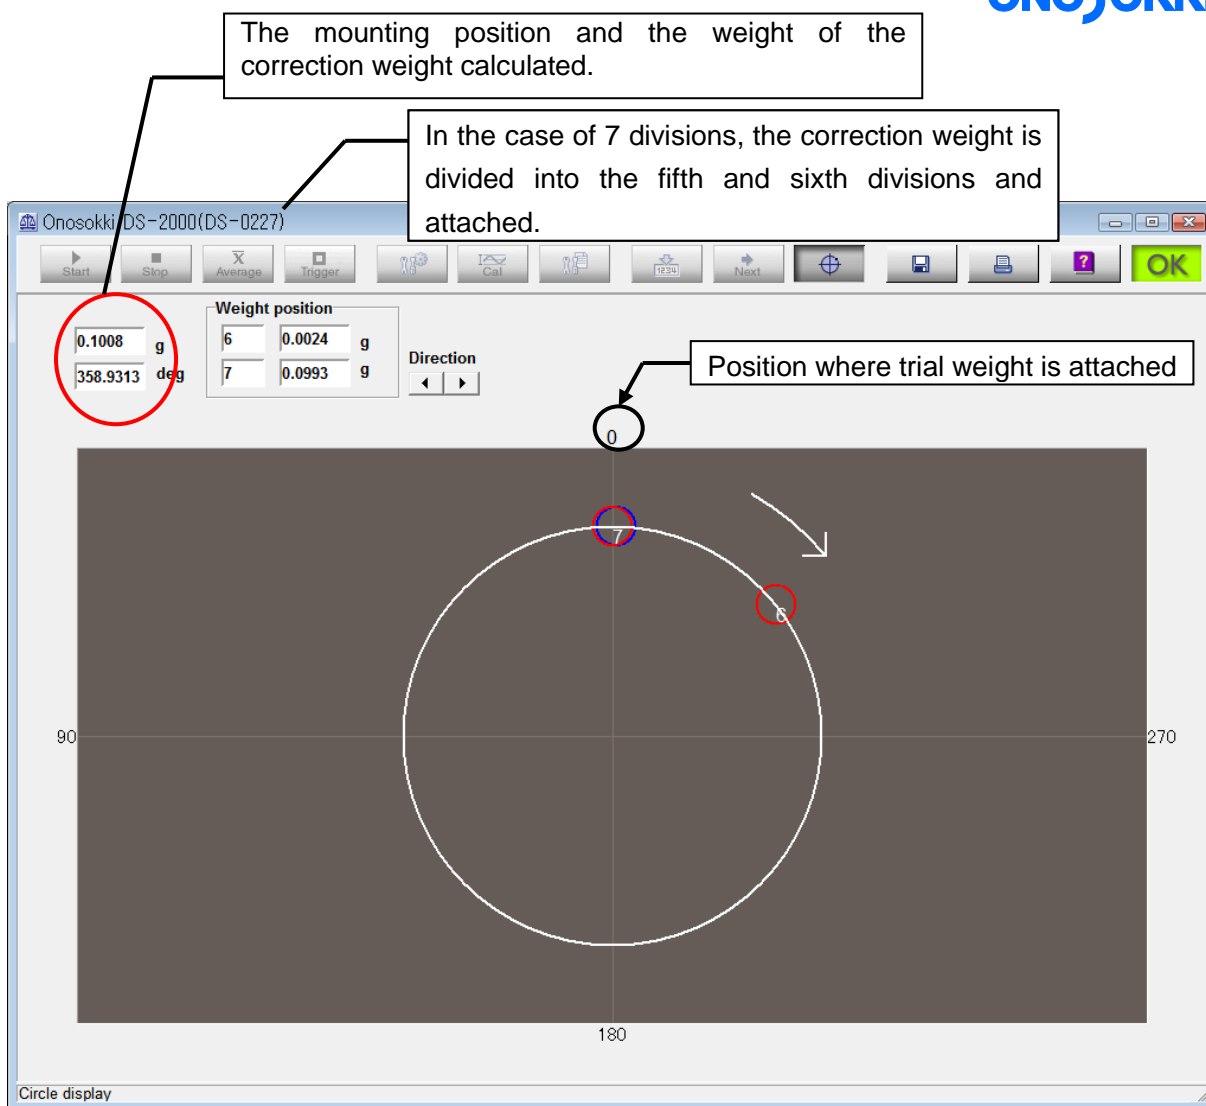 ONOSOKKI
The mounting position and the weight of the
correction weight calculated.
In the case of 7 divisions, the correction weight is
divided into the fifth and sixth divisions and
attached.
Onosokki DS-2000(DS-0227)
Start
Stop
X
Average
Trigger
Cal
1234
Next
?
OK
0.1008 g
358.9313 deg
Weight position
6 0.0024 g
7 0.0993 g
Direction
Position where trial weight is attached
0
7
6
90
270
180
Circle display